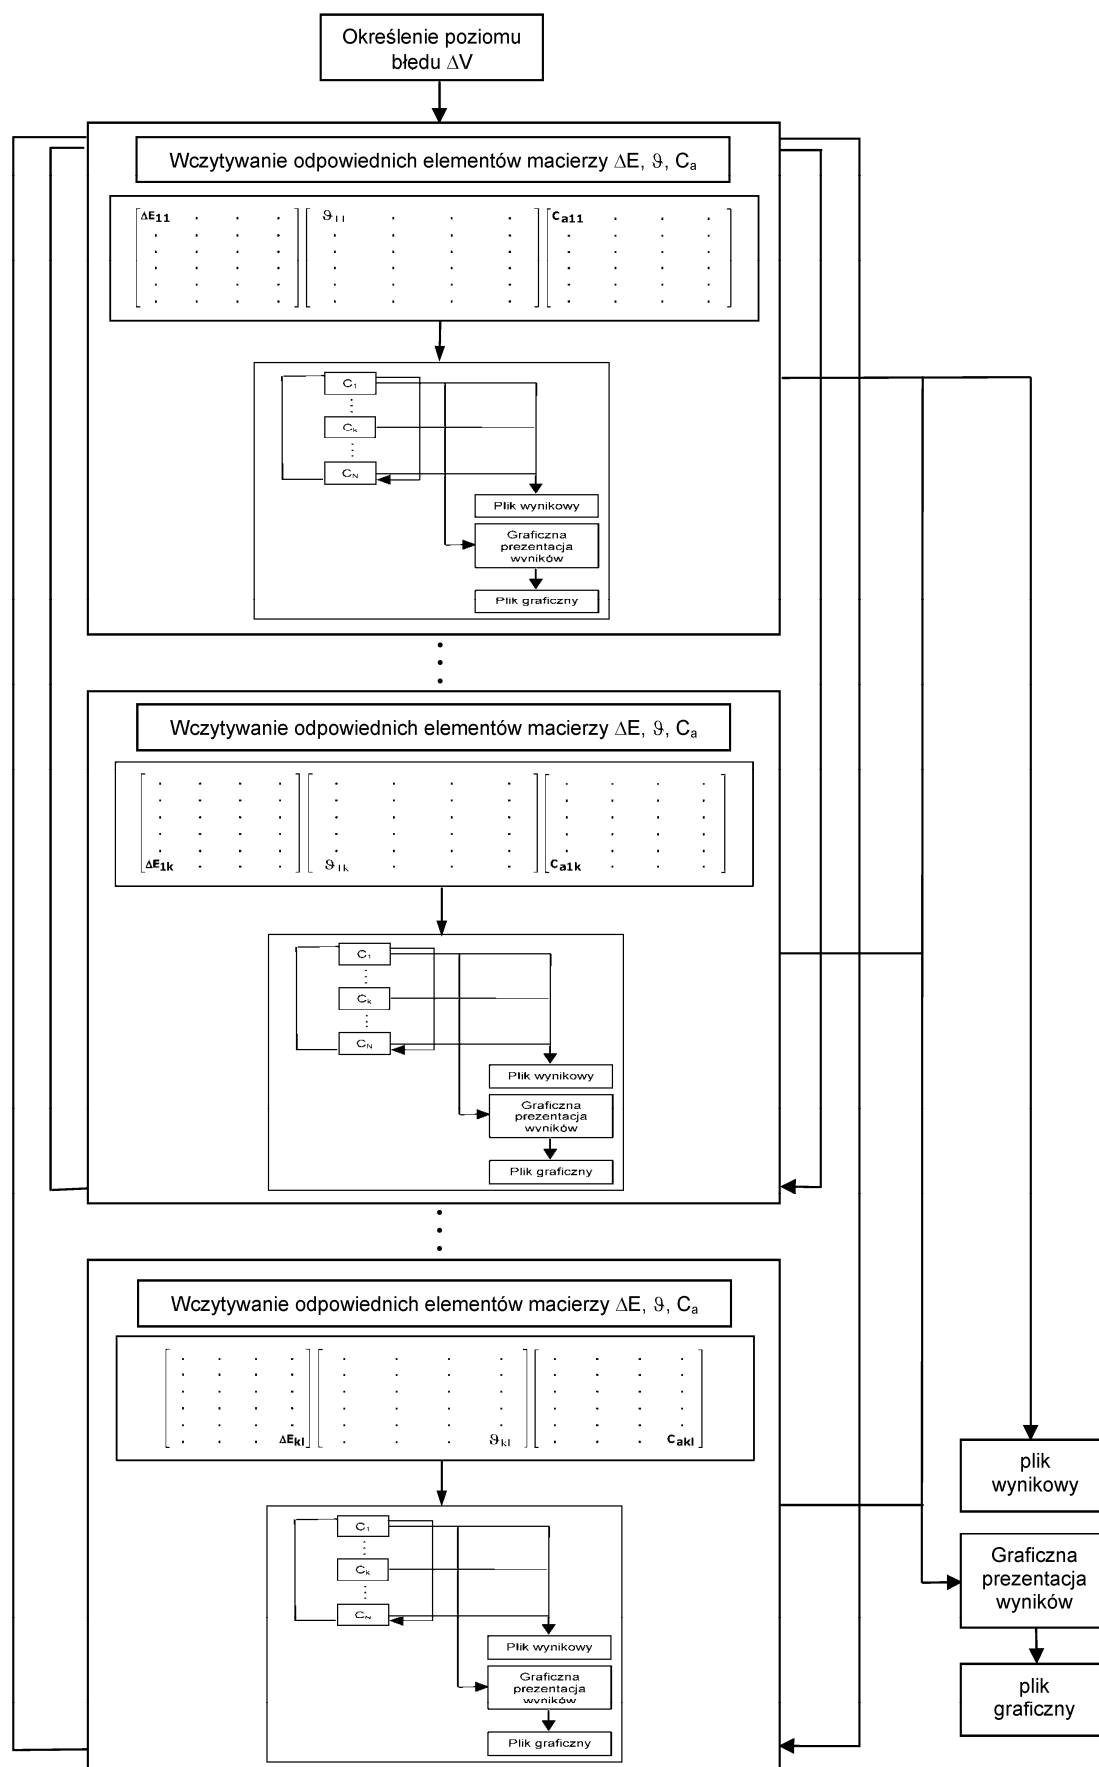 Określenie poziomu
błędu ΔV
Wczytywanie odpowiednich elementów macierzy ΔE, ϑ, Ca
ΔE11 ϑ11 Ca11
C1
Ck
CN
Plik wynikowy
Graficzna
prezentacja
wyników
Plik graficzny
Wczytywanie odpowiednich elementów macierzy ΔE, ϑ, Ca
ΔE1k ϑ1k Ca1k
C1
Ck
CN
Plik wynikowy
Graficzna
prezentacja
wyników
Plik graficzny
Wczytywanie odpowiednich elementów macierzy ΔE, ϑ, Ca
ΔEkl ϑkl Cakl
C1
Ck
CN
Plik wynikowy
Graficzna
prezentacja
wyników
Plik graficzny
plik
wynikowy
Graficzna
prezentacja
wyników
plik
graficzny